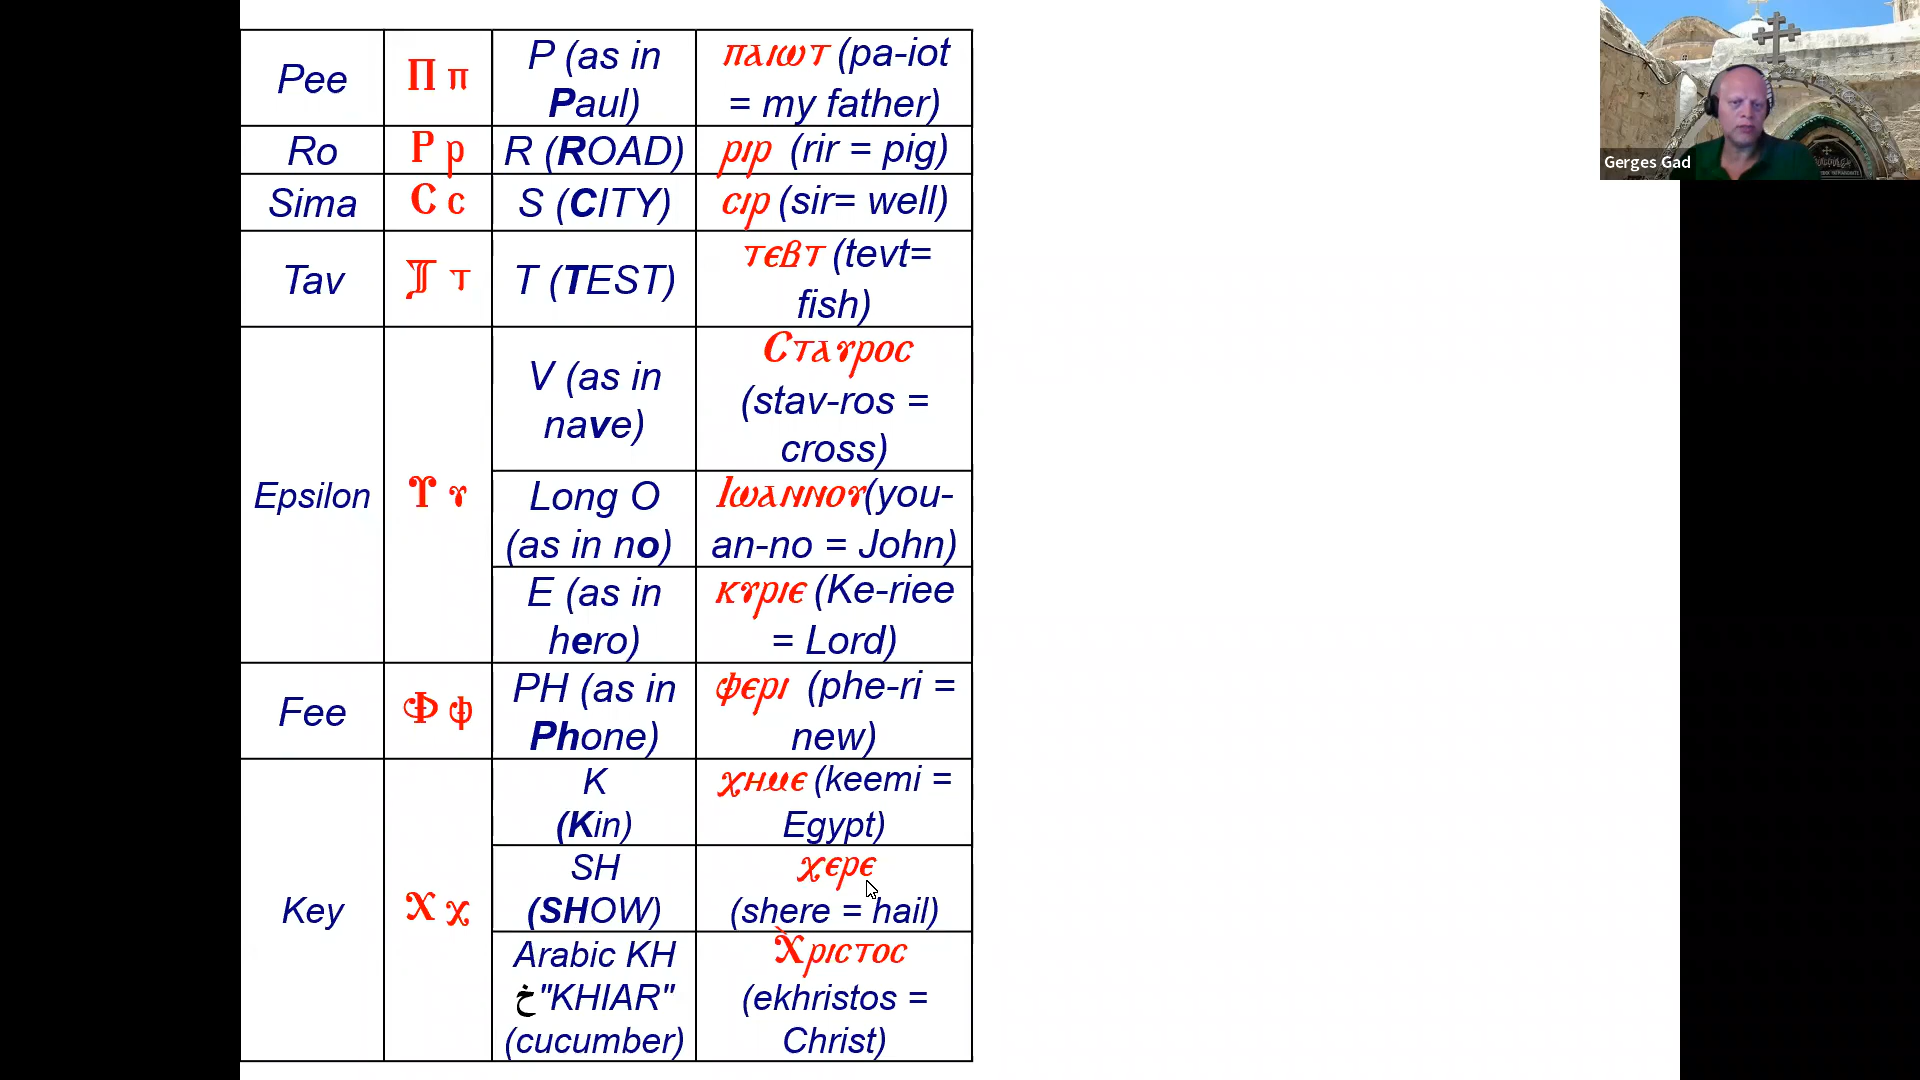 Pee
Ⲡ ⲡ
P (as in
Paul)
ⲡⲁⲓⲱⲧ (pa-iot
= my father)
Ro
Ⲣ ⲣ
R (ROAD)
ⲣⲓⲣ (rir = pig)
Sima
Ⲥ ⲥ
S (CITY)
ⲥⲓⲣ (sir= well)
Tav
Ⲧ ⲧ
T (TEST)
ⲧⲉⲃⲧ (tevt=
fish)
Epsilon
Ⲩ ⲩ
V (as in
nave)
Ⲥⲧⲁⲩⲣⲟⲥ
(stav-ros =
cross)
Long O
(as in no)
Ⲓⲱⲁⲛⲛⲟⲩ(you-
an-no = John)
E (as in
hero)
ⲕⲩⲣⲓⲉ (Ke-riee
= Lord)
Fee
Ⲫ ⲫ
PH (as in
Phone)
ⲫⲉⲣⲓ (phe-ri =
new)
Key
Ⲭ ⲭ
K
(Kin)
ⲭⲏⲙⲉ (keemi =
Egypt)
SH
(SHOW)
ⲭⲉⲣⲉ
(shere = hail)
Arabic KH
خ"KHIAR"
(cucumber)
Ⲭ̀ⲣⲓⲥⲧⲟⲥ
(ekhristos =
Christ)
Gerges Gad